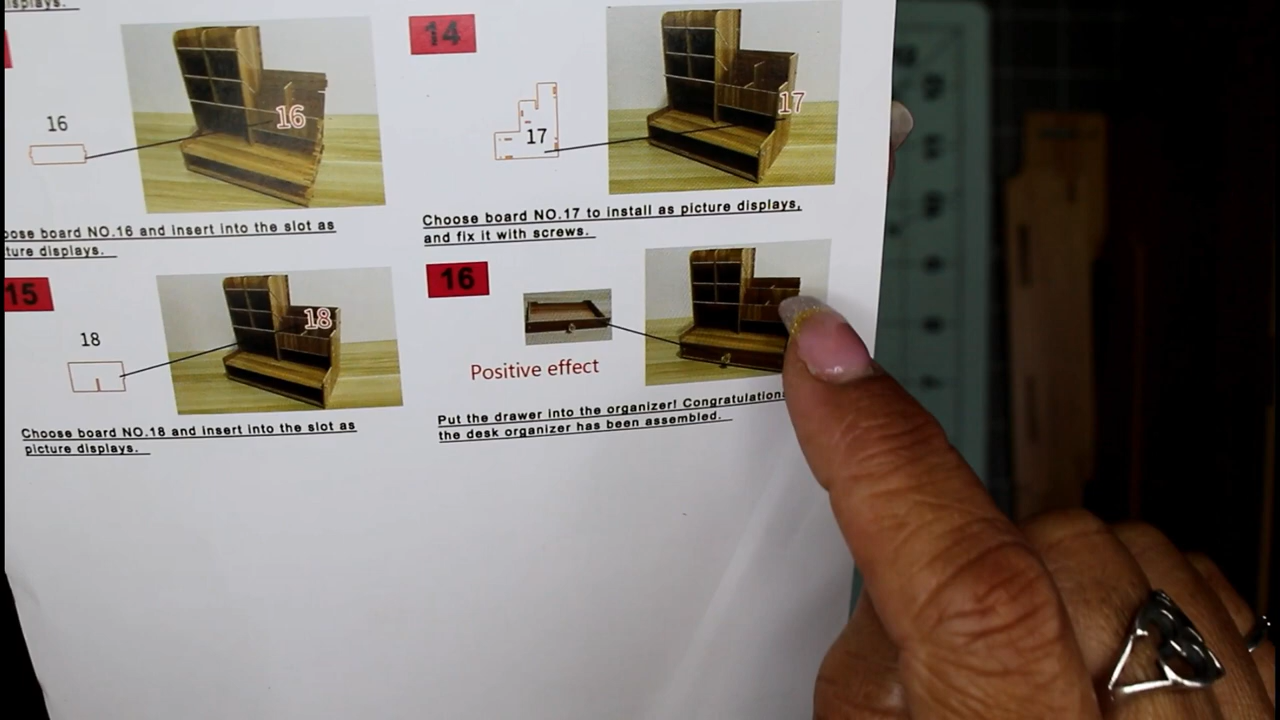 isplays.
16
16
oose board NO.16 and insert into the slot as
ture displays.
14
17
17
Choose board NO.17 to install as picture displays,
and fix it with screws.
15
18
18
Choose board NO.18 and insert into the slot as
picture displays.
16
Positive effect
Put the drawer into the organizer! Congratulation
the desk organizer has been assembled.